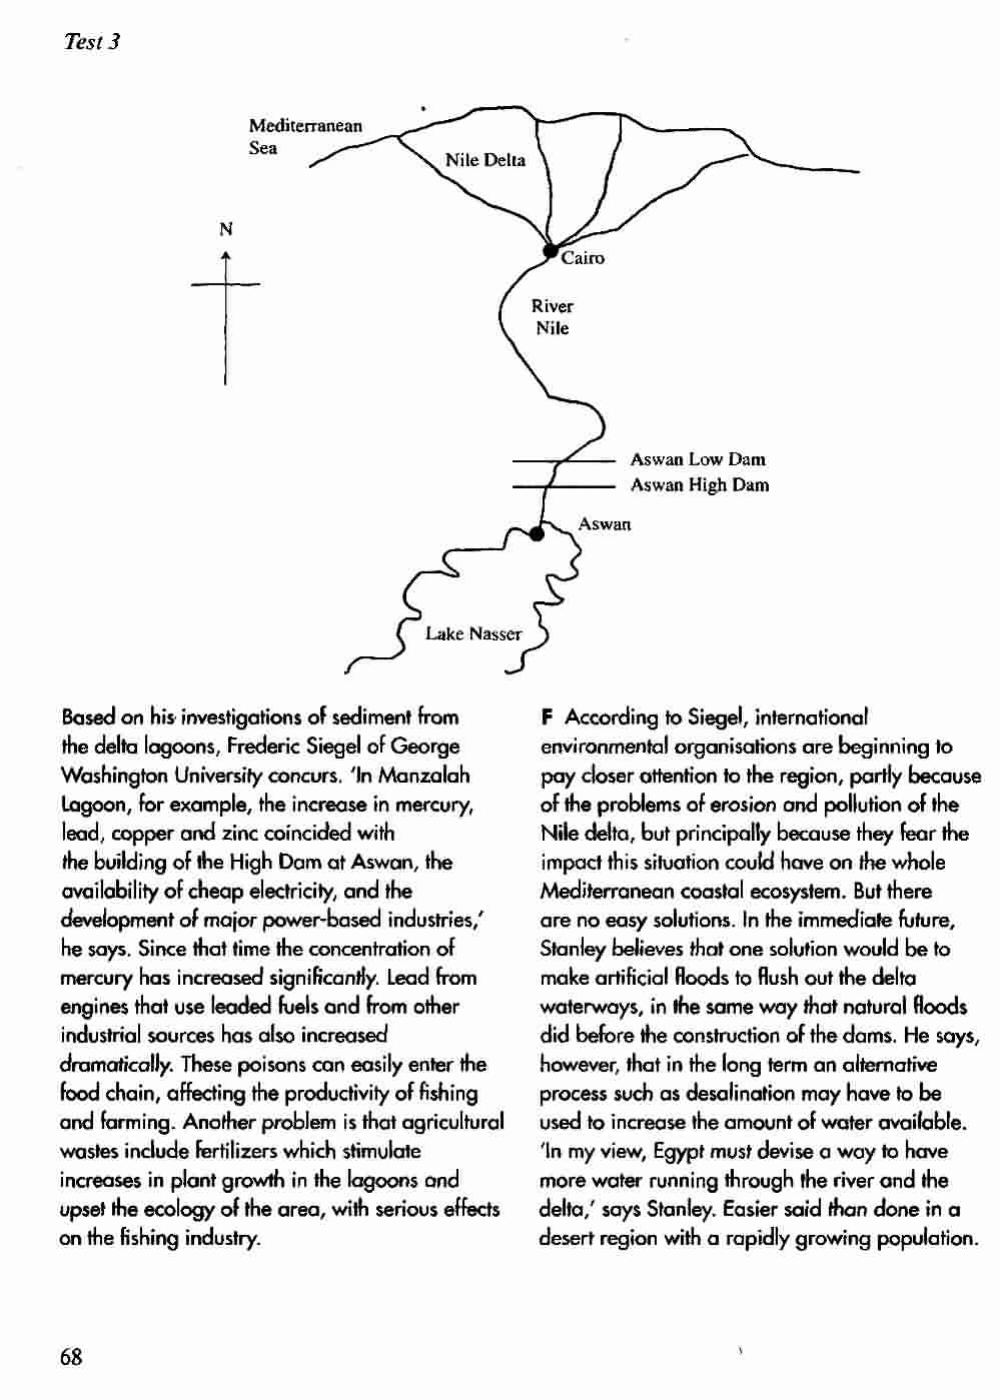 Test 3
Mediterranean
Sea
Nile Delta
N
Cairo
River
Nile
Aswan Low Dam
Aswan High Dam
Aswan
Lake Nasser
Based on his investigations of sediment from
the delta lagoons, Frederic Siegel of George
Washington University concurs. 'In Manzalah
Lagoon, for example, the increase in mercury,
lead, copper and zinc coincided with
the building of the High Dam at Aswan, the
availability of cheap electricity, and the
development of major power-based industries,'
he says. Since that time the concentration of
mercury has increased significantly. Lead from
engines that use leaded fuels and from other
industrial sources has also increased
dramatically. These poisons can easily enter the
food chain, affecting the productivity of fishing
and farming. Another problem is that agricultural
wastes include fertilizers which stimulate
increases in plant growth in the lagoons and
upset the ecology of the area, with serious effects
on the fishing industry.
F According to Siegel, international
environmental organisations are beginning to
pay closer attention to the region, partly because
of the problems of erosion and pollution of the
Nile delta, but principally because they fear the
impact this situation could have on the whole
Mediterranean coastal ecosystem. But there
are no easy solutions. In the immediate future,
Stanley believes that one solution would be to
make artificial floods to flush out the delta
waterways, in the same way that natural floods
did before the construction of the dams. He says,
however, that in the long term an alternative
process such as desalination may have to be
used to increase the amount of water available.
'In my view, Egypt must devise a way to have
more water running through the river and the
delta,' says Stanley. Easier said than done in a
desert region with a rapidly growing population.
68